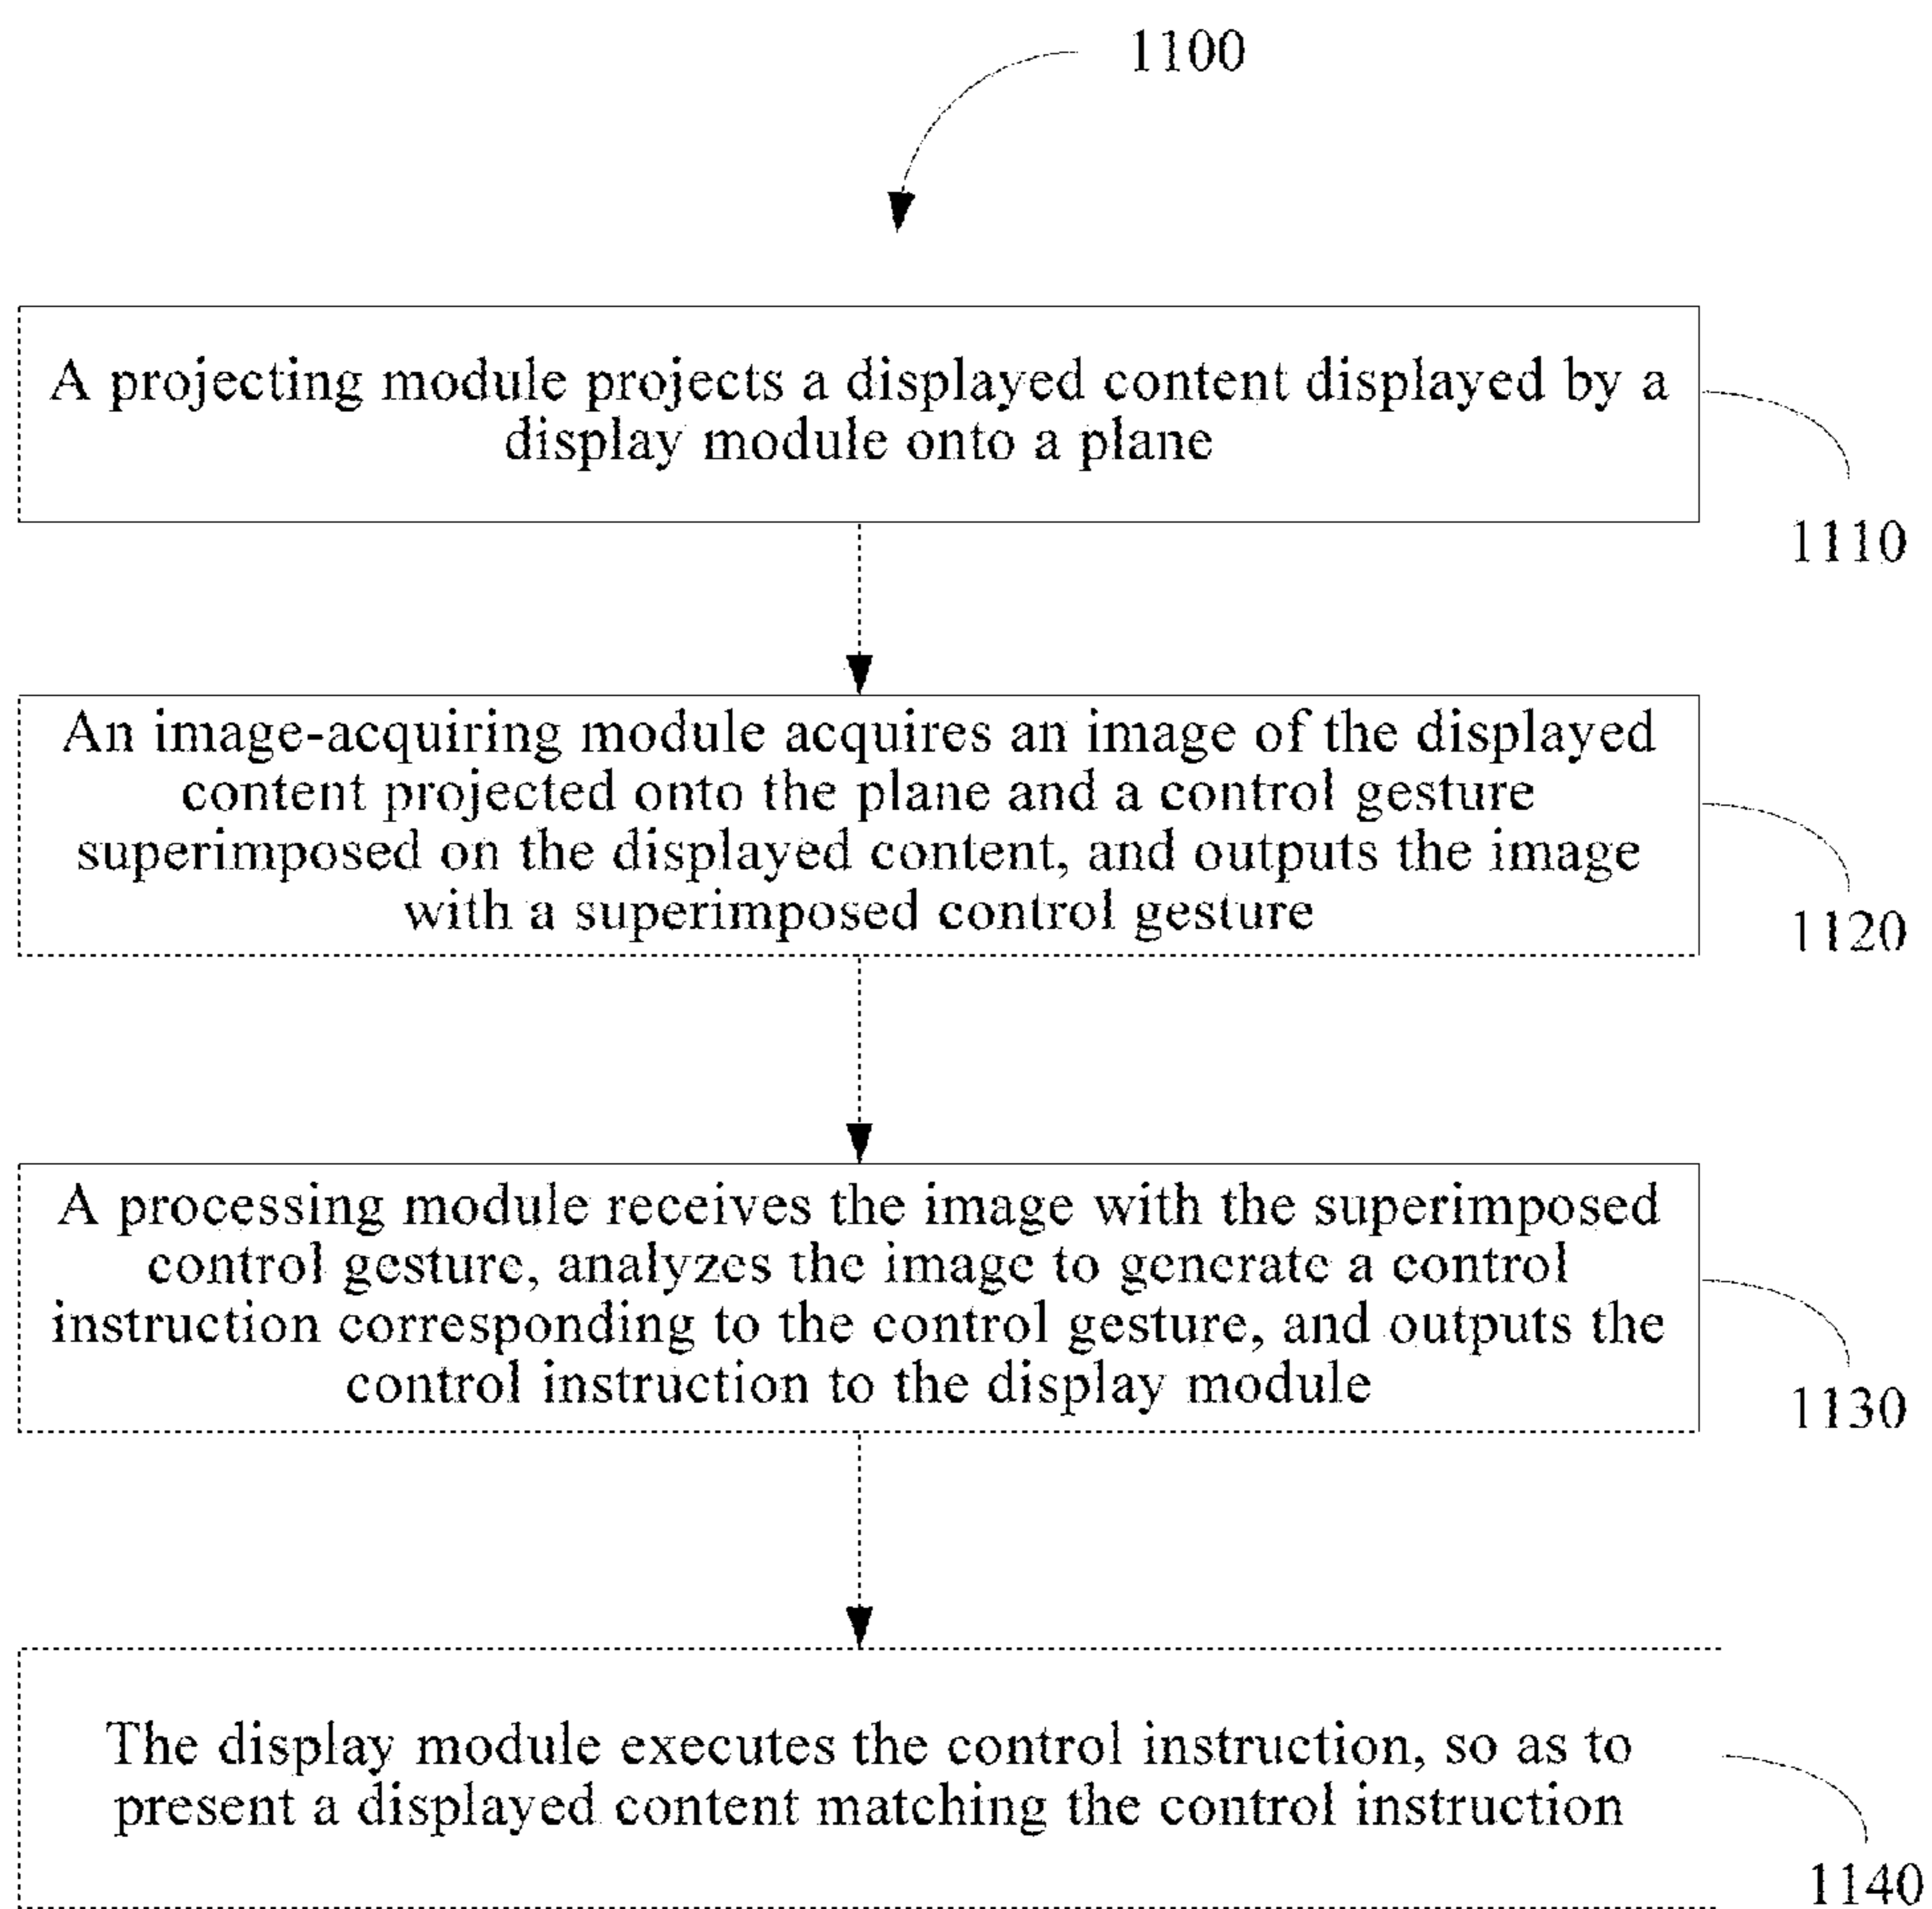 1100
A projecting module projects a displayed content displayed by a
display module onto a plane
1110
An image-acquiring module acquires an image of the displayed
content projected onto the plane and a control gesture
superimposed on the displayed content, and outputs the image
with a superimposed control gesture
1120
A processing module receives the image with the superimposed
control gesture, analyzes the image to generate a control
instruction corresponding to the control gesture, and outputs the
control instruction to the display module
1130
The display module executes the control instruction, so as to
present a displayed content matching the control instruction
1140